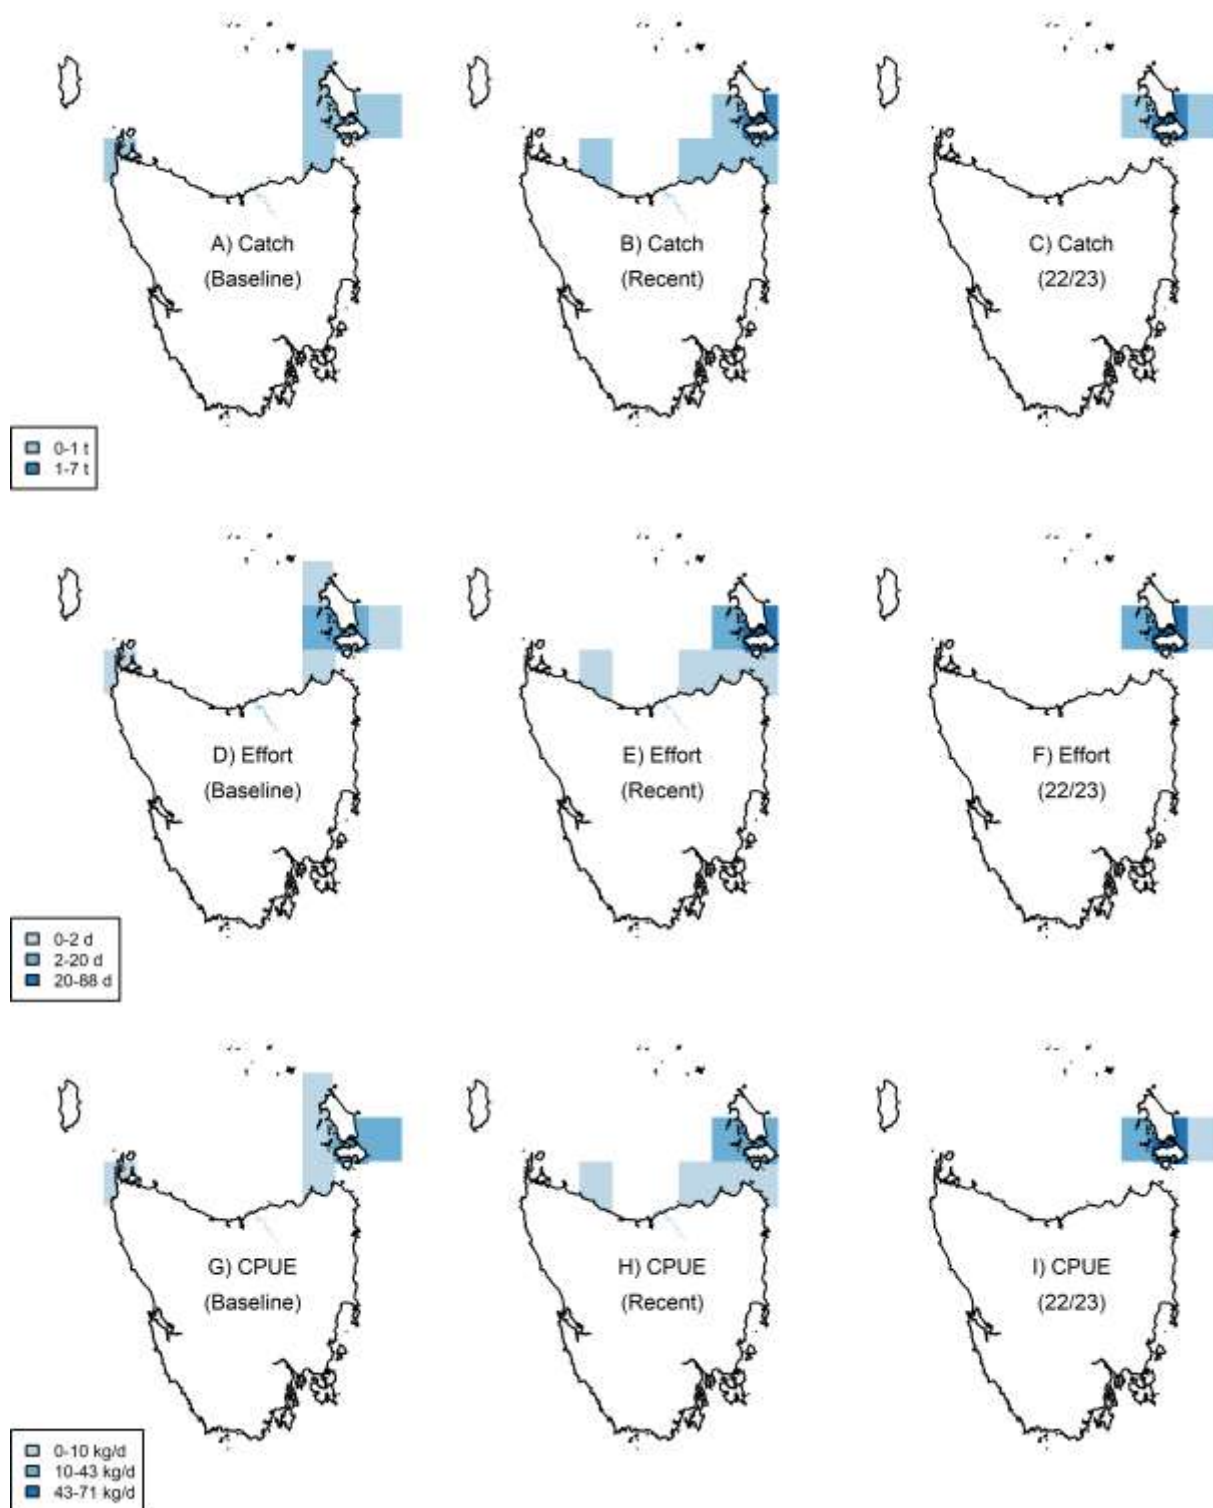 A) Catch
(Baseline)
B) Catch
(Recent)
C) Catch
(22/23)
0-1 t
1-7 t
D) Effort
(Baseline)
E) Effort
(Recent)
F) Effort
(22/23)
0-2 d
2-20 d
20-88 d
G) CPUE
(Baseline)
H) CPUE
(Recent)
I) CPUE
(22/23)
0-10 kg/d
10-43 kg/d
43-71 kg/d